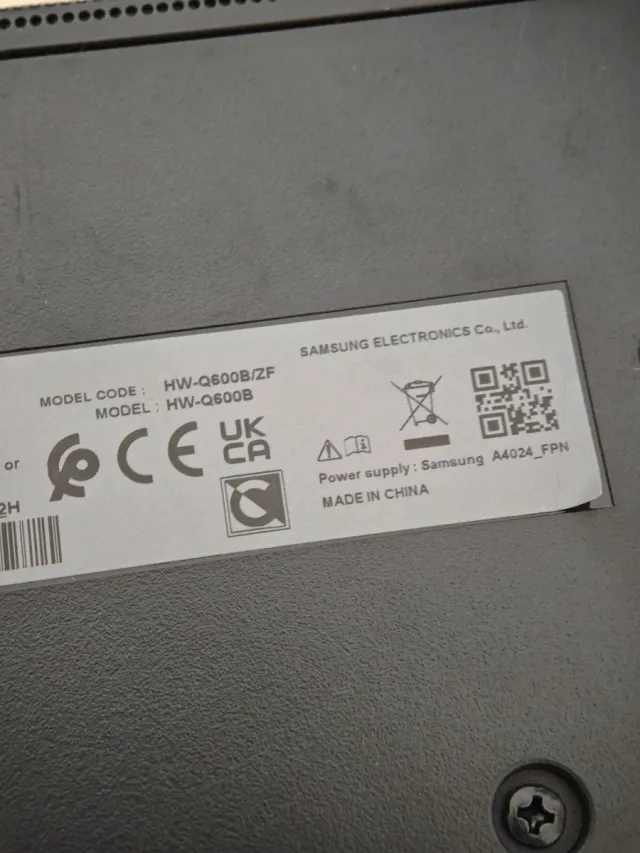 SAMSUNG ELECTRONICS Co., Ltd.
MODEL CODE : HW-Q600B/ZF
MODEL : HW-Q600B
or
CE
UK
CA
2H
Power supply : Samsung A4024_FPN
MADE IN CHINA